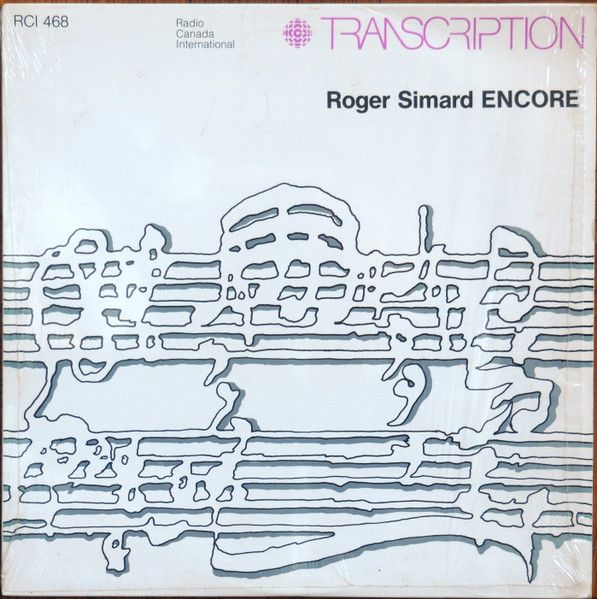 RCI 468
Radio
Canada
International
TRANSCRIPTION
Roger Simard ENCORE